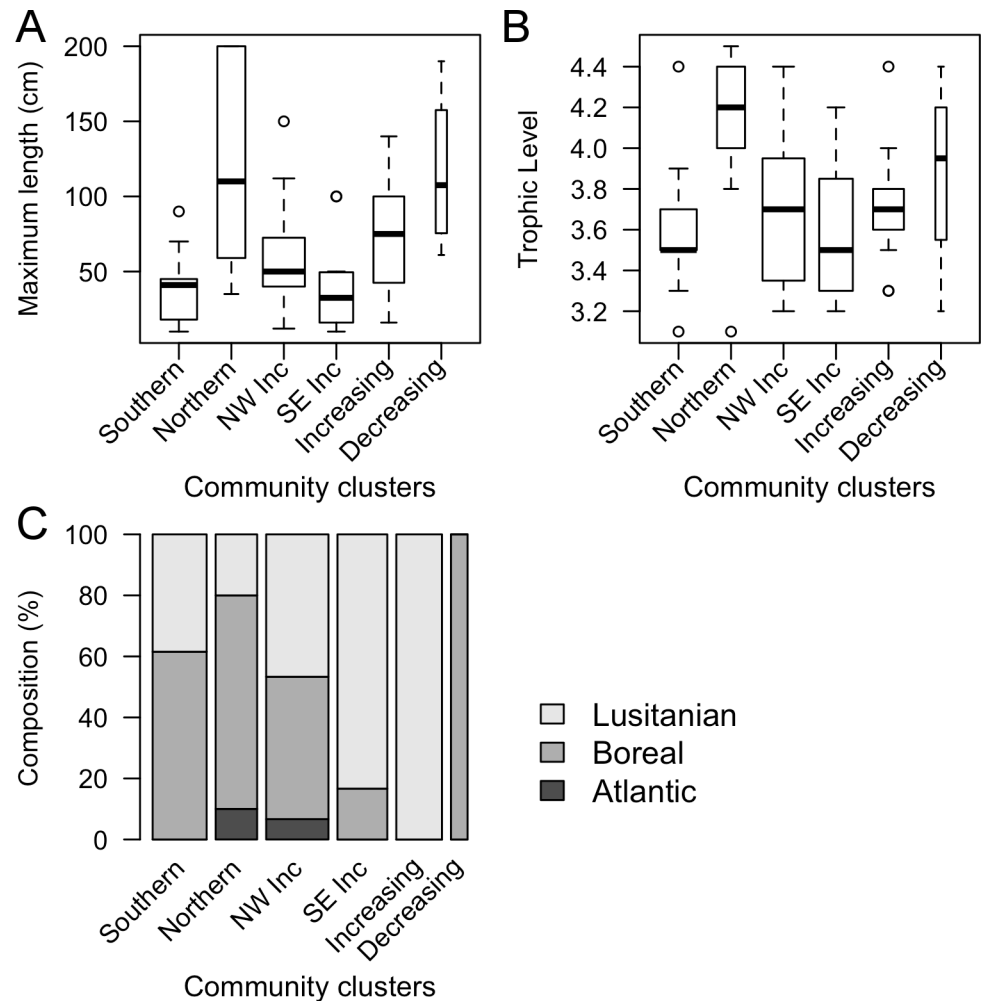 A
Maximum length (cm)
200
150
100
50
Southern
Northern
NW Inc
SE Inc
Increasing
Decreasing
Community clusters
B
Trophic Level
4.4
4.2
4.0
3.8
3.6
3.4
3.2
Southern
Northern
NW Inc
SE Inc
Increasing
Decreasing
Community clusters
C
Composition (%)
100
80
60
40
20
0
Southern
Northern
NW Inc
SE Inc
Increasing
Decreasing
Community clusters
Lusitanian
Boreal
Atlantic